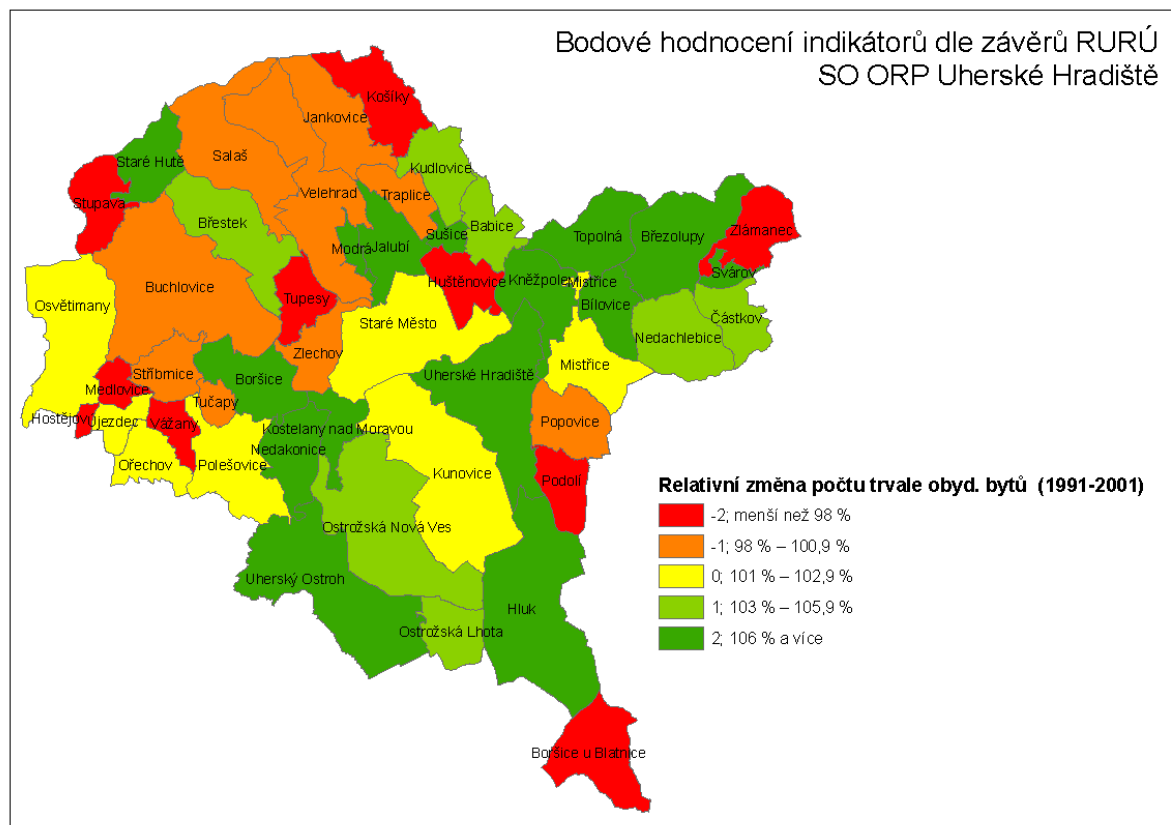 Bodové hodnocení indikátorů dle závěrů RURÚ
SO ORP Uherské Hradiště
Košíky
Jankovice
Salaš
Staré Hutě
Kudlovice
Stupava
Velehrad
Traplice
Břestek
Babice
Zlámanec
Sušice
Topolná
Březolupy
Modrá
Jalubí
Svárov
Huštěnovice
Kněžpole
Mistřice
Buchlovice
Tupesy
Bílovice
Osvětimany
Částkov
Staré Město
Nedachlebice
Zlechov
Mistřice
Stříbrnice
Boršice
Uherské Hradiště
Medlovice
Tučapy
Hostějov
Újezdec
Vážany
Popovice
Kostelany nad Moravou
Nedakonice
Ořechov
Polešovice
Kunovice
Podolí
Ostrožská Nová Ves
Uherský Ostroh
Hluk
Ostrožská Lhota
Boršice u Blatnice
Relativní změna počtu trvale obyd. bytů (1991-2001)
-2; menší než 98 %
-1; 98 % – 100,9 %
0; 101 % – 102,9 %
1; 103 % – 105,9 %
2; 106 % a více